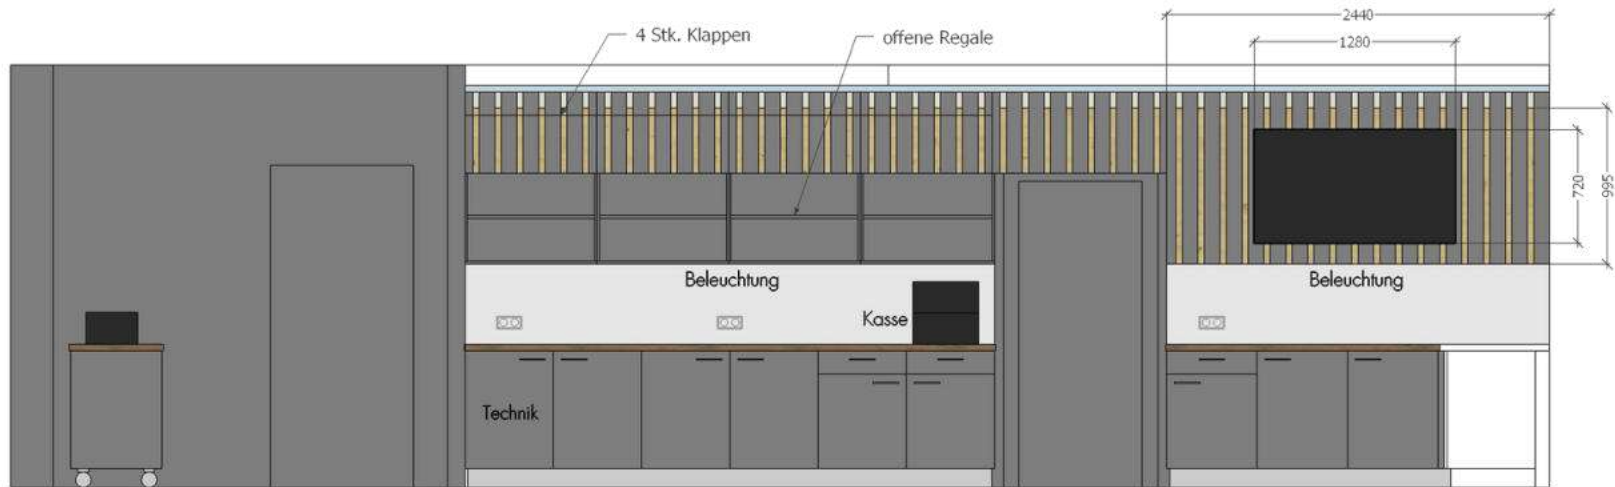 2440
4 Stk. Klappen
offene Regale
1280
720
995
Beleuchtung
Beleuchtung
Kasse
Technik